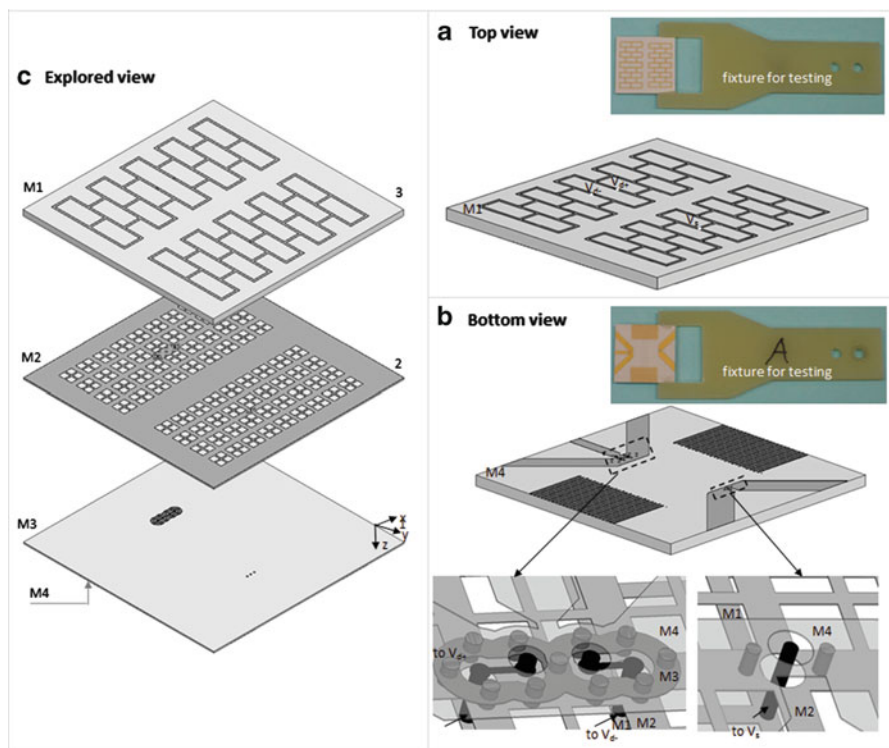 a Top view
fixture for testing
M1
Vd-
Vd+
Vs
b Bottom view
A
fixture for testing
M4
M4
to Vd+
M3
M1 M2
to Vd-
M1
M4
M2
to Vs
c Explored view
M1
3
M2
2
M3
x
y
z
M4